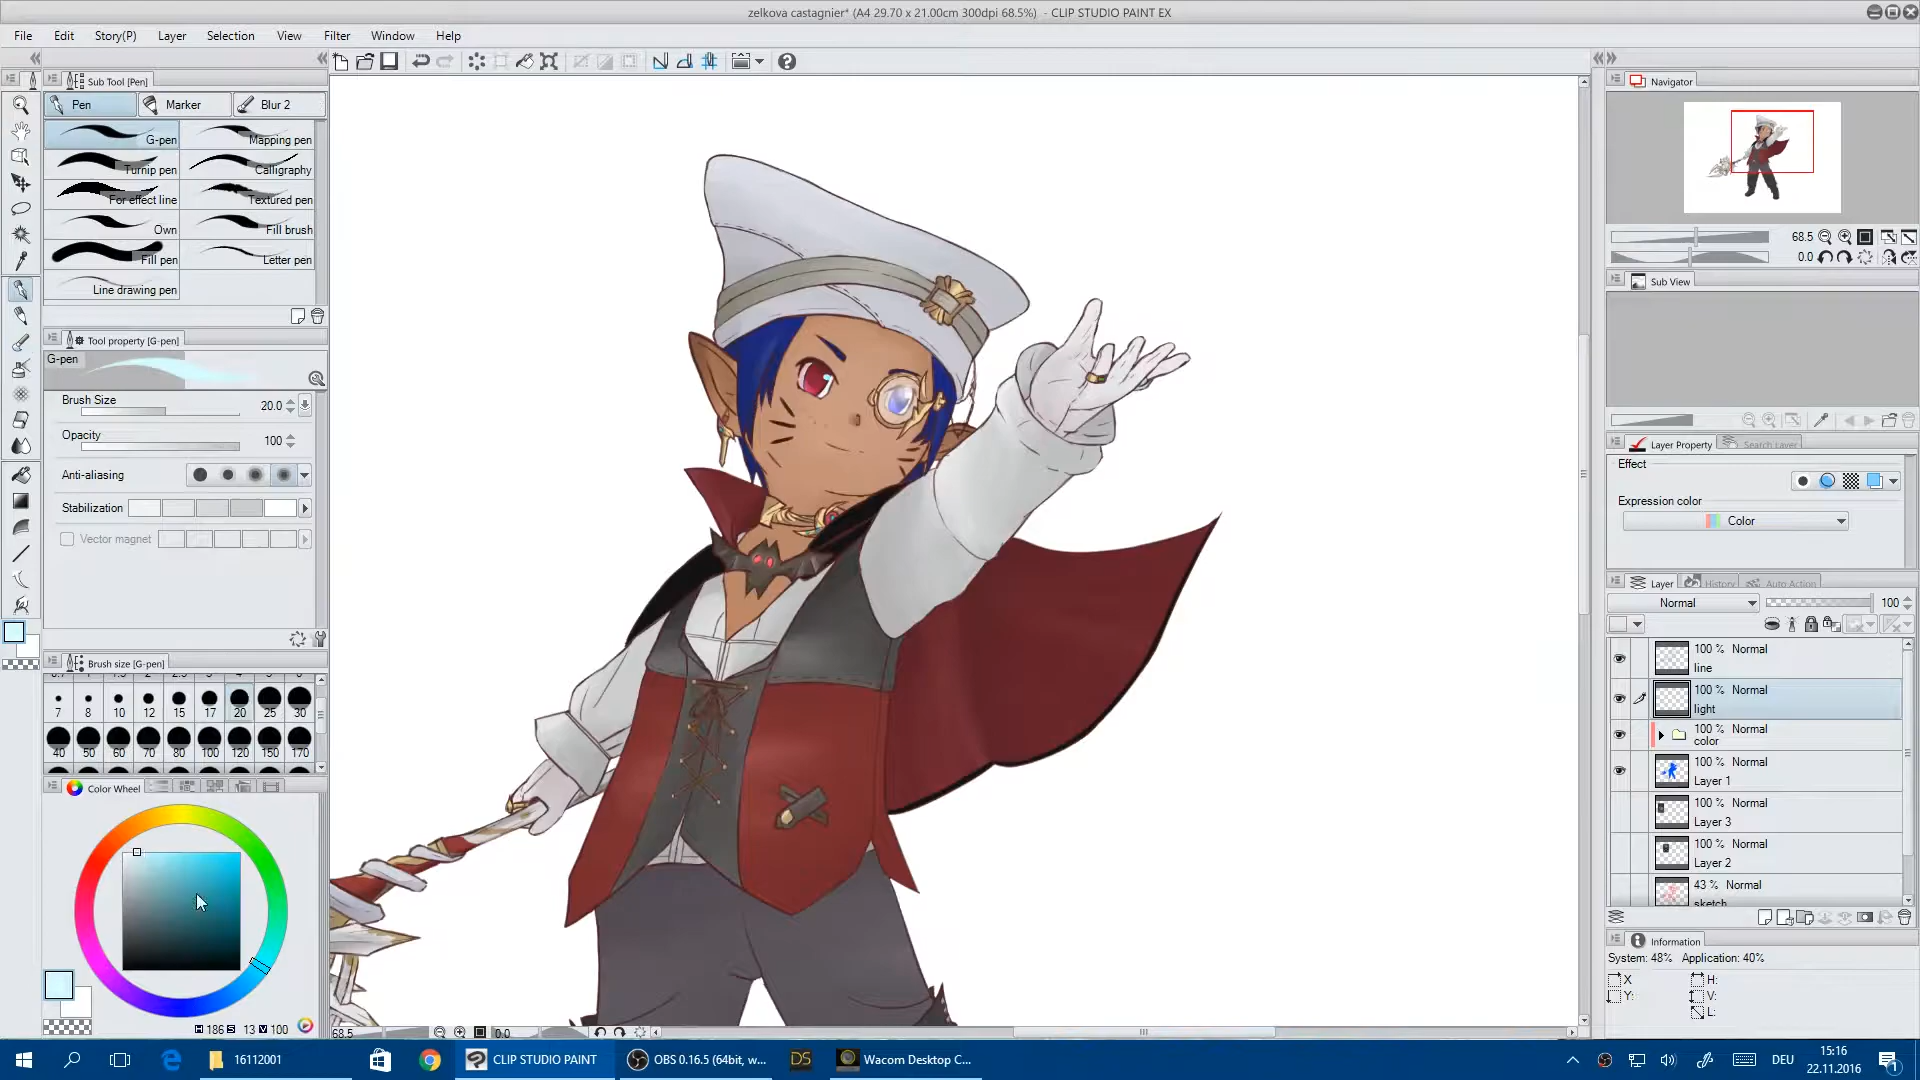 zelkova castagnier* (A4 29.70 x 21.00cm 300dpi 68.5%) - CLIP STUDIO PAINT EX
File Edit Story(P) Layer Selection View Filter Window Help
Sub Tool [Pen]
Pen Marker Blur 2
G-pen Mapping pen
Turnip pen Calligraphy
For effect line Textured pen
Own Fill brush
Fill pen Letter pen
Line drawing pen
Tool property [G-pen]
G-pen
Brush Size 20.0
Opacity 100
Anti-aliasing
Stabilization
Vector magnet
Brush size [G-pen]
7 8 10 12 15 17 20 25 30
40 50 60 70 80 100 120 150 170
Color Wheel
H 186 S 13 V 100
68.5 0.0
Navigator
68.5
0.0
Sub View
Layer Property Search Layer
Effect
Expression color
Color
Layer History Auto Action
Normal 100
100 % Normal
line
100 % Normal
light
100 % Normal
color
100 % Normal
Layer 1
100 % Normal
Layer 3
100 % Normal
Layer 2
43 % Normal
sketch
Information
System: 48% Application: 40%
X H:
Y: V:
L:
16112001 CLIP STUDIO PAINT OBS 0.16.5 (64bit, w... DS Wacom Desktop C... DEU
15:16
22.11.2016
1